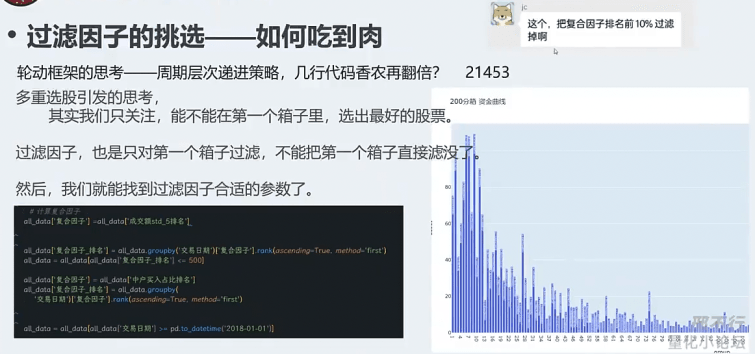 jc
这个，把复合因子排名前10%过滤
掉啊
• 过滤因子的挑选——如何吃到肉
轮动框架的思考——周期层次递进策略，几行代码香农再翻倍？ 21453
多重选股引发的思考，
其实我们只关注，能不能在第一个箱子里，选出最好的股票。
过滤因子，也是只对第一个箱子过滤，不能把第一个箱子直接滤没了。
然后，我们就能找到过滤因子合适的参数了。
# 计算复合因子
all_data['复合因子'] =all_data['成交额std_5排名']
all_data['复合因子_排名'] = all_data.groupby('交易日期')['复合因子'].rank(ascending=True, method='first')
all_data = all_data[all_data['复合因子_排名'] <= 500]
all_data['复合因子'] = all_data['中户买入占比排名']
all_data['复合因子_排名'] = all_data.groupby(
'交易日期')['复合因子'].rank(ascending=True, method='first')
all_data = all_data[all_data['交易日期'] >= pd.to_datetime('2018-01-01')]
200分箱 资金曲线
80
60
40
20
0
邢不行
量化小论坛